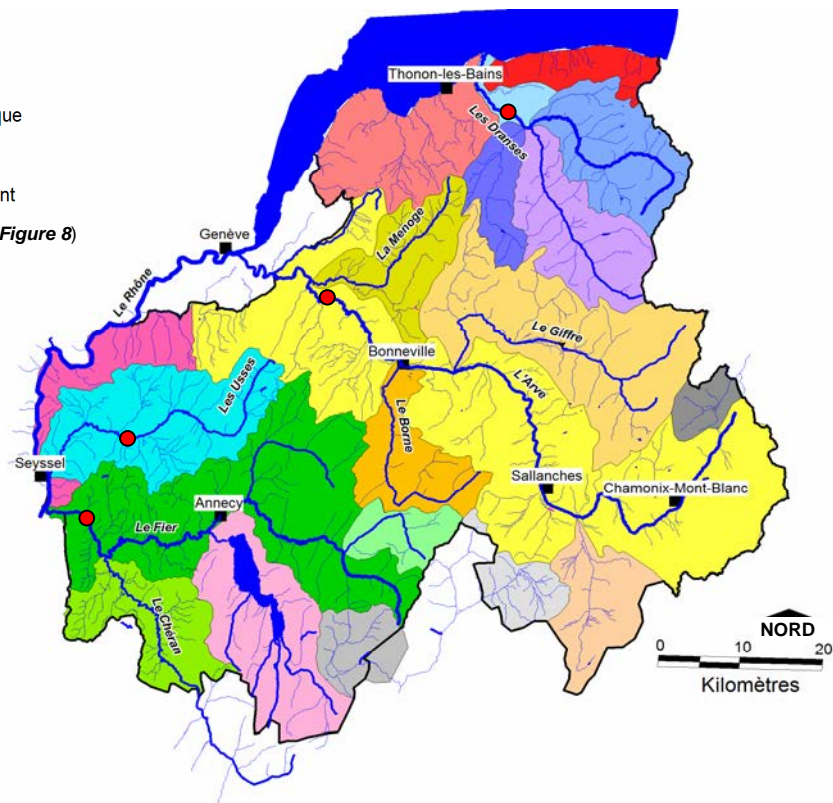 que
nt
Figure 8)
Thonon-les-Bains
Les Dranses
La Menoge
Genève
Le Rhône
Le Giffre
Bonneville
L'Arve
Les Usses
Le Borne
Seyssel
Sallanches
Chamonix-Mont-Blanc
Annecy
Le Fier
Le Chéran
NORD
0 10 20
Kilomètres